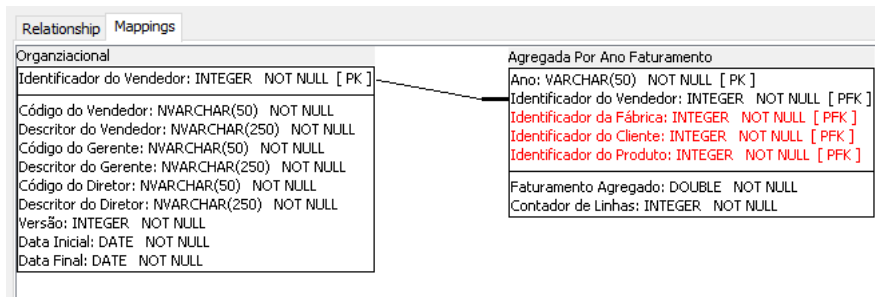 Relationship Mappings
Organziacional
Identificador do Vendedor: INTEGER NOT NULL [ PK ]
Código do Vendedor: NVARCHAR(50) NOT NULL
Descritor do Vendedor: NVARCHAR(250) NOT NULL
Código do Gerente: NVARCHAR(50) NOT NULL
Descritor do Gerente: NVARCHAR(250) NOT NULL
Código do Diretor: NVARCHAR(50) NOT NULL
Descritor do Diretor: NVARCHAR(250) NOT NULL
Versão: INTEGER NOT NULL
Data Inicial: DATE NOT NULL
Data Final: DATE NOT NULL
Agregada Por Ano Faturamento
Ano: VARCHAR(50) NOT NULL [ PK ]
Identificador do Vendedor: INTEGER NOT NULL [ PFK ]
Identificador da Fábrica: INTEGER NOT NULL [ PFK ]
Identificador do Cliente: INTEGER NOT NULL [ PFK ]
Identificador do Produto: INTEGER NOT NULL [ PFK ]
Faturamento Agregado: DOUBLE NOT NULL
Contador de Linhas: INTEGER NOT NULL